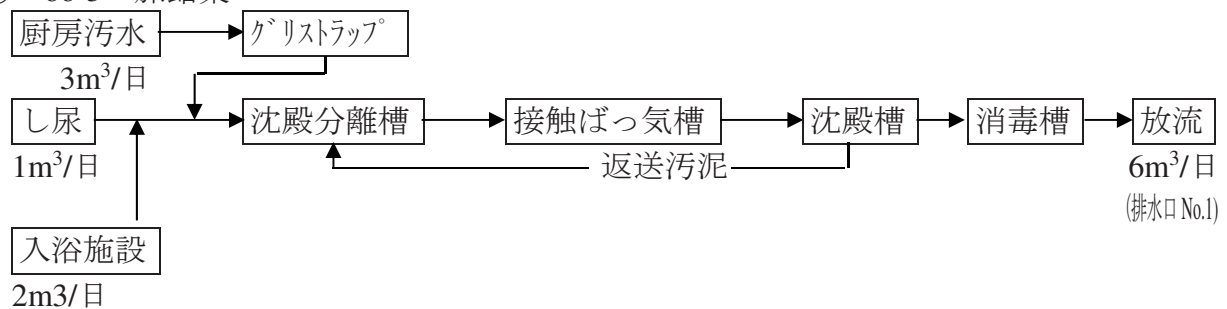 厨房汚水
グリストラップ
3m³/日
し尿
沈殿分離槽
接触ばっ気槽
沈殿槽
消毒槽
放流
1m³/日
返送汚泥
6m³/日
(排水口 No.1)
入浴施設
2m3/日